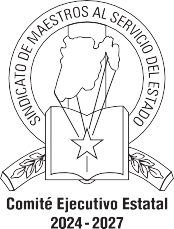 SINDICATO DE MAESTROS AL SERVICIO DEL ESTADO
Comité Ejecutivo Estatal
2024 - 2027